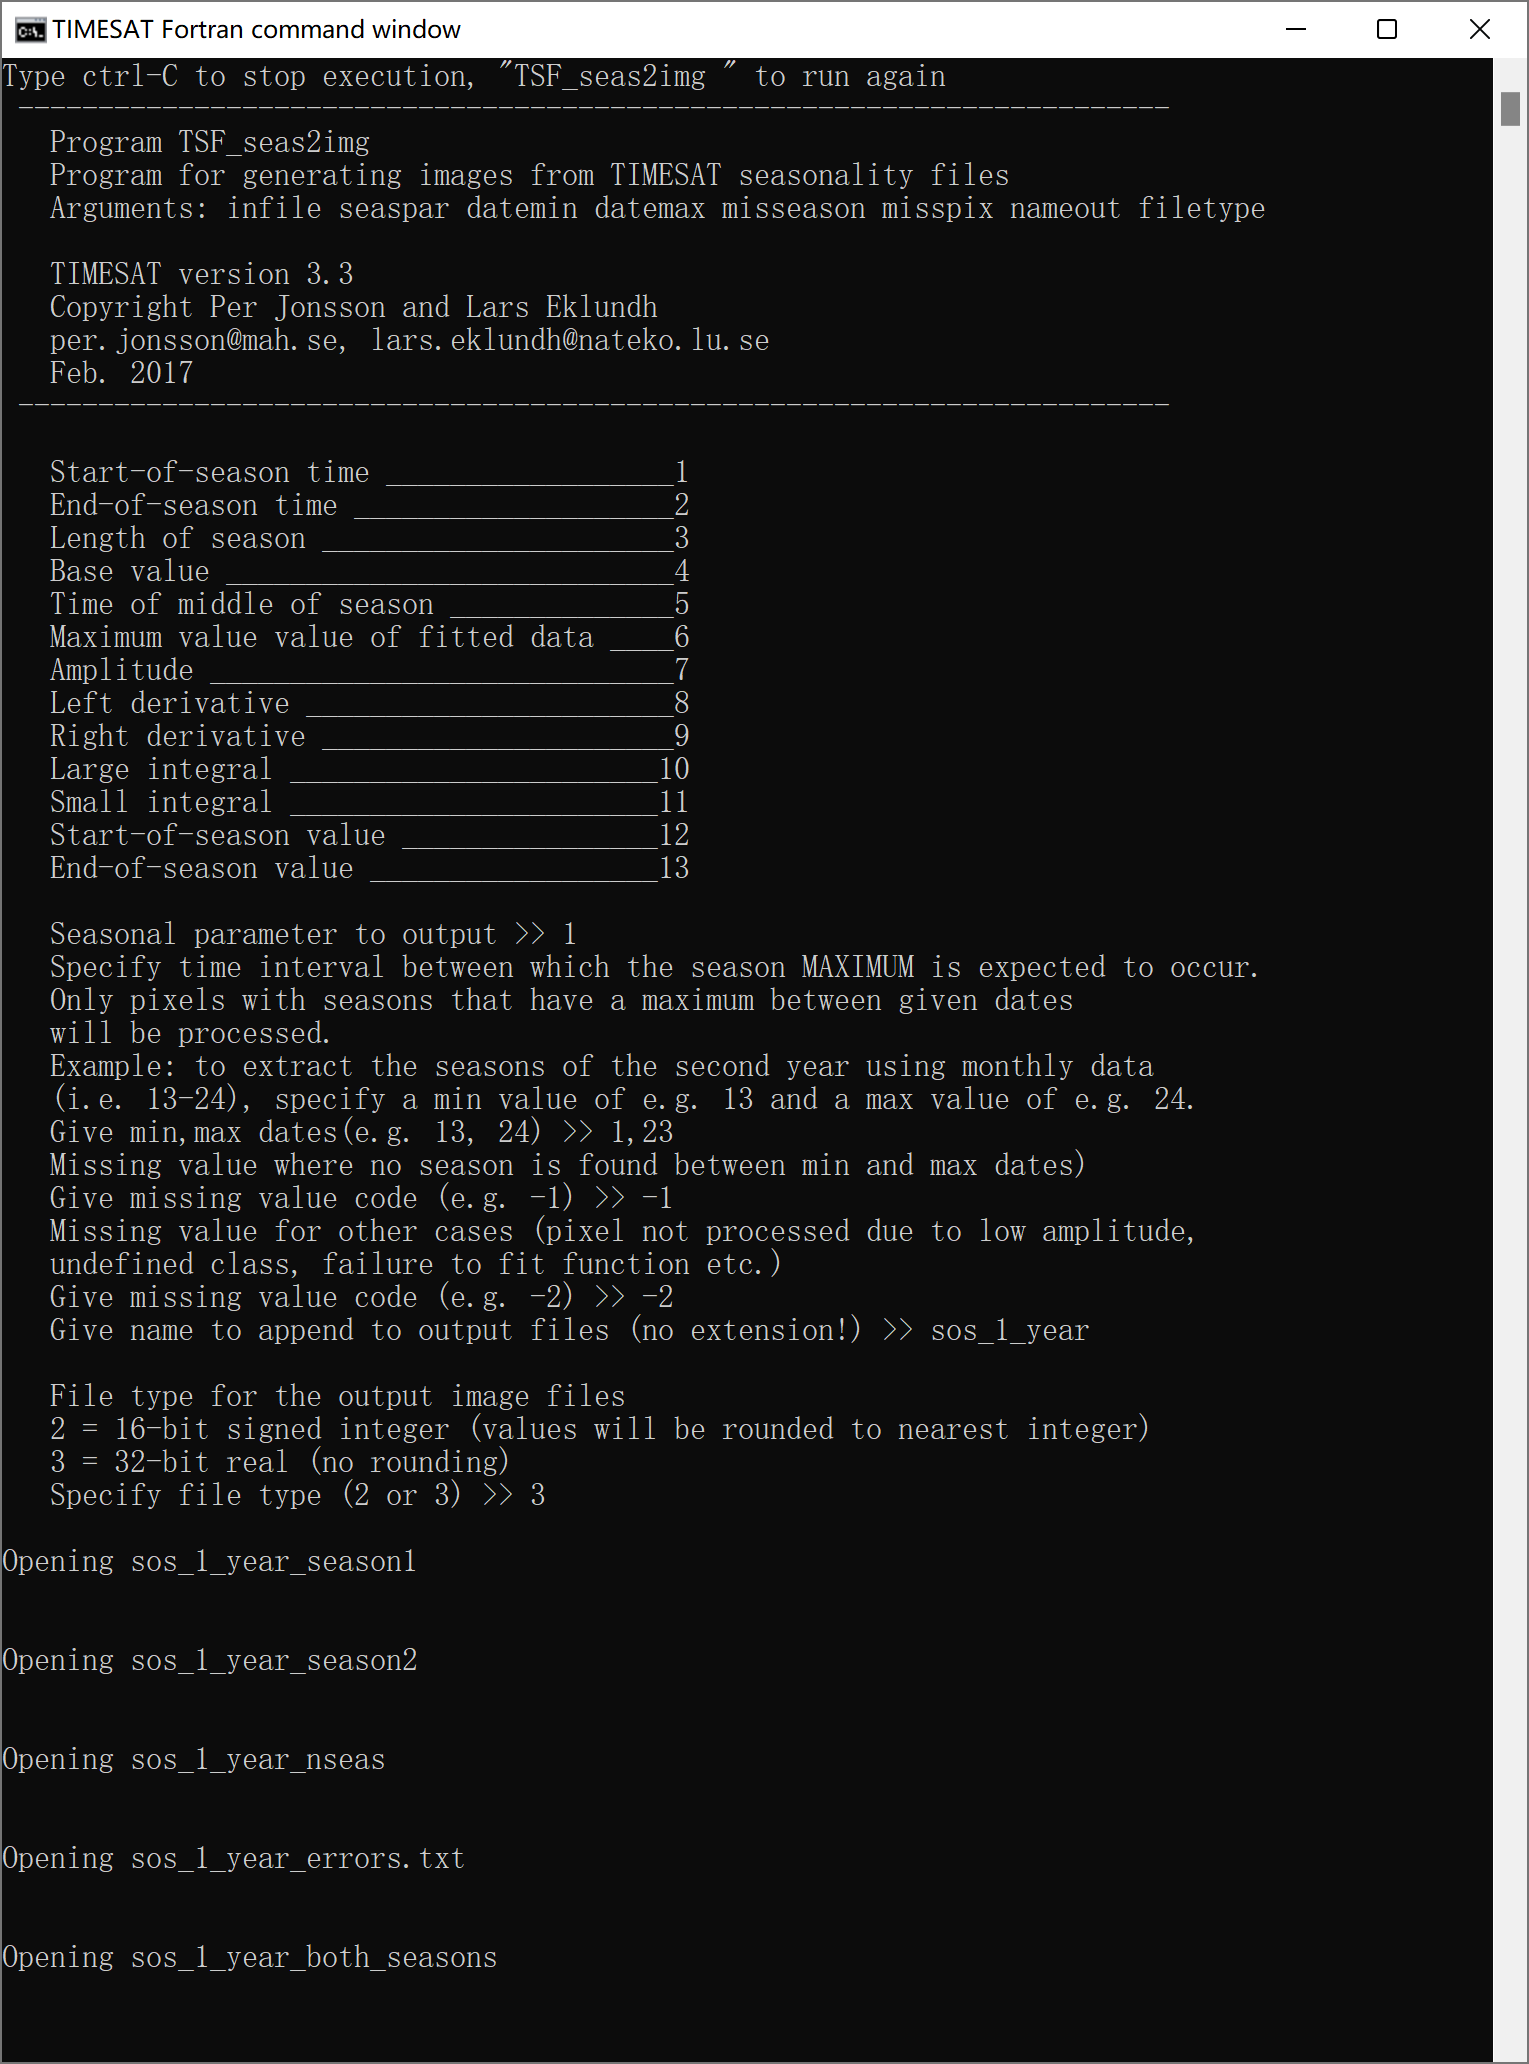 TIMESAT Fortran command window
Type ctrl-C to stop execution, "TSF_seas2img " to run again
------------------------------------------------------------------------
Program TSF_seas2img
Program for generating images from TIMESAT seasonality files
Arguments: infile seaspar datemin datemax misseason misspix nameout filetype
TIMESAT version 3.3
Copyright Per Jonsson and Lars Eklundh
per.jonsson@mah.se, lars.eklundh@nateko.lu.se
Feb. 2017
------------------------------------------------------------------------
Start-of-season time __________________1
End-of-season time ____________________2
Length of season ______________________3
Base value ____________________________4
Time of middle of season ______________5
Maximum value value of fitted data ____6
Amplitude _____________________________7
Left derivative _______________________8
Right derivative ______________________9
Large integral _______________________10
Small integral _______________________11
Start-of-season value ________________12
End-of-season value __________________13
Seasonal parameter to output >> 1
Specify time interval between which the season MAXIMUM is expected to occur.
Only pixels with seasons that have a maximum between given dates
will be processed.
Example: to extract the seasons of the second year using monthly data
(i.e. 13-24), specify a min value of e.g. 13 and a max value of e.g. 24.
Give min,max dates(e.g. 13, 24) >> 1,23
Missing value where no season is found between min and max dates)
Give missing value code (e.g. -1) >> -1
Missing value for other cases (pixel not processed due to low amplitude,
undefined class, failure to fit function etc.)
Give missing value code (e.g. -2) >> -2
Give name to append to output files (no extension!) >> sos_1_year
File type for the output image files
2 = 16-bit signed integer (values will be rounded to nearest integer)
3 = 32-bit real (no rounding)
Specify file type (2 or 3) >> 3
Opening sos_1_year_season1
Opening sos_1_year_season2
Opening sos_1_year_nseas
Opening sos_1_year_errors.txt
Opening sos_1_year_both_seasons